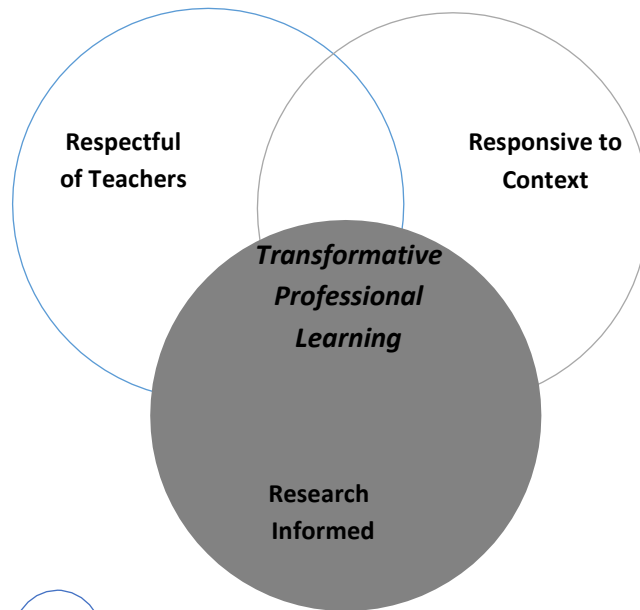 Respectful
of Teachers
Responsive to
Context
Transformative
Professional
Learning
Research
Informed